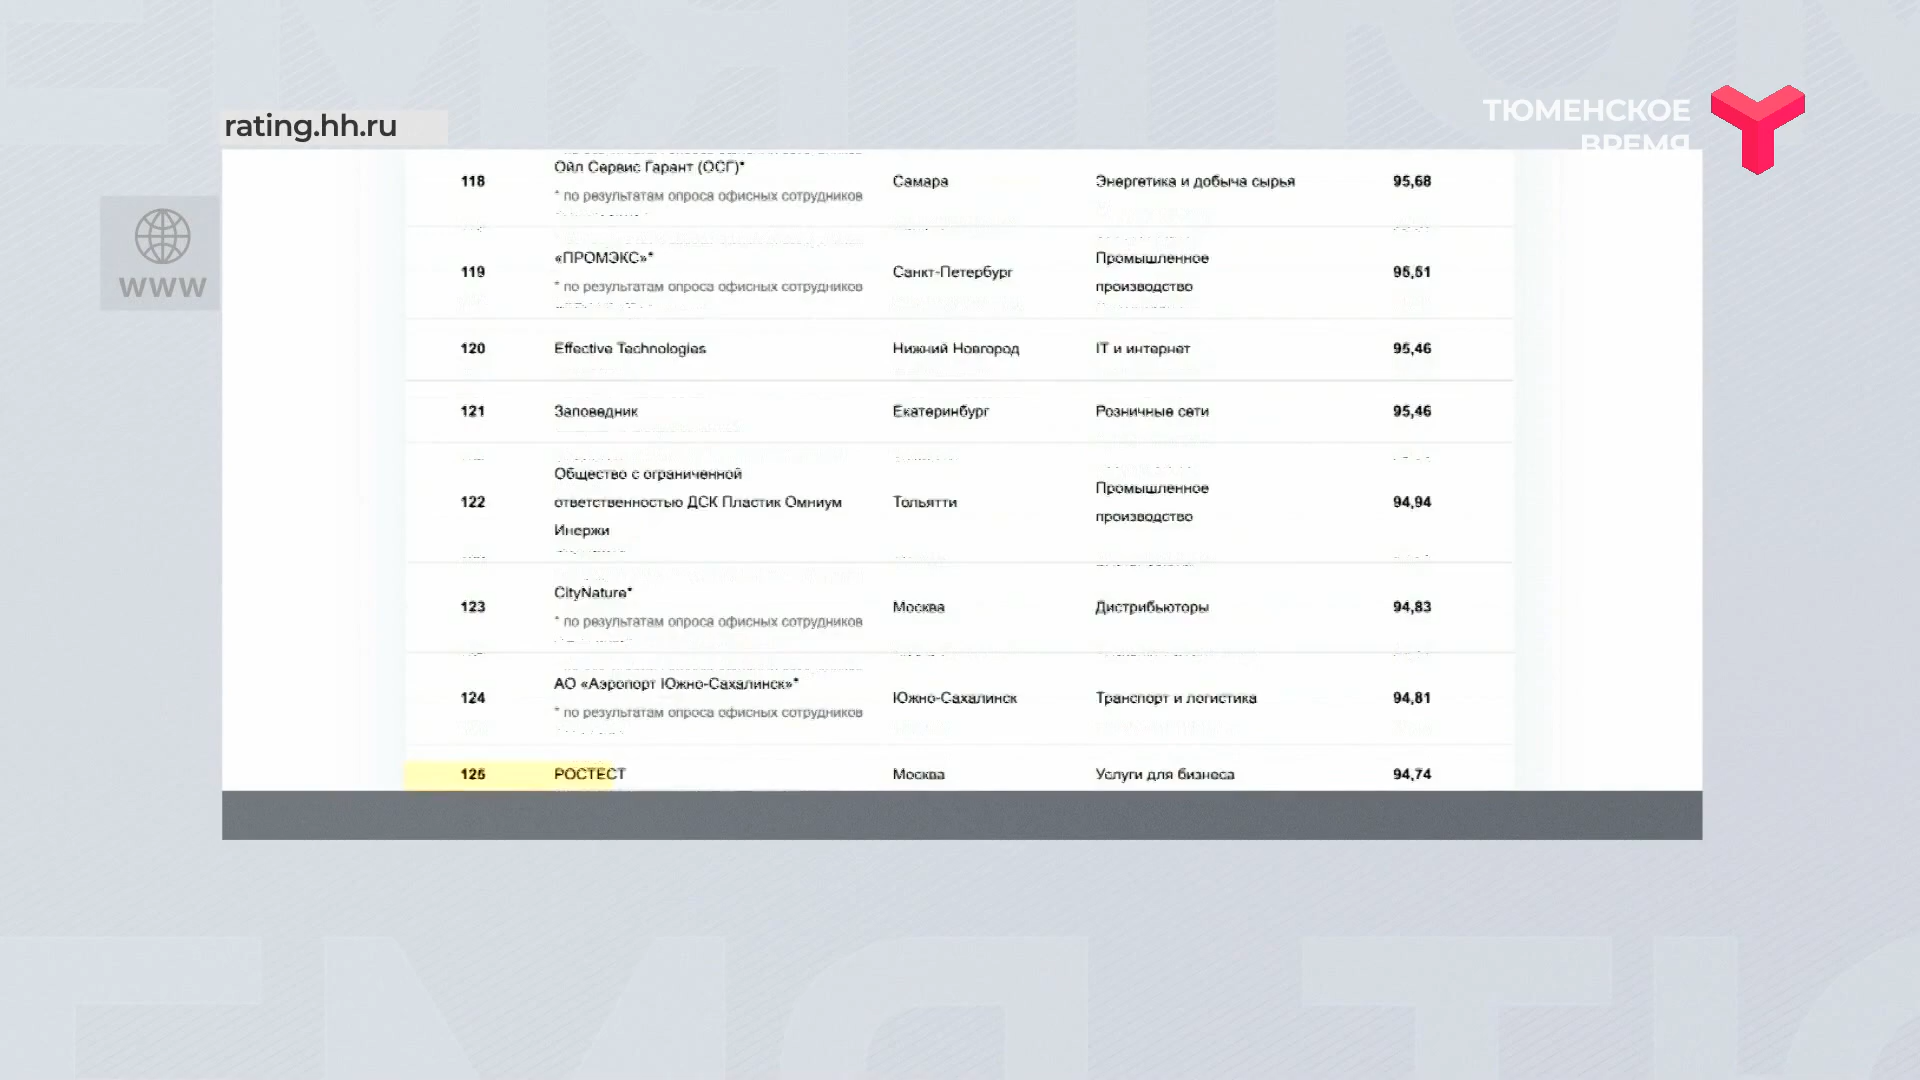 rating.hh.ru
ТЮМЕНСКОЕ
ВРЕМЯ
www
118 Ойл Сервис Гарант (ОСГ)* Самара Энергетика и добыча сырья 95,68
* по результатам опроса офисных сотрудников
119 «ПРОМЭКС»* Санкт-Петербург Промышленное производство 95,51
* по результатам опроса офисных сотрудников
120 Effective Technologies Нижний Новгород IT и интернет 95,46
121 Заповедник Екатеринбург Розничные сети 95,46
Общество с ограниченной
122 ответственностью ДСК Пластик Омниум Тольятти Промышленное производство 94,94
Инержи
123 CityNature* Москва Дистрибьюторы 94,83
* по результатам опроса офисных сотрудников
124 АО «Аэропорт Южно-Сахалинск»* Южно-Сахалинск Транспорт и логистика 94,81
* по результатам опроса офисных сотрудников
125 РОСТЕСТ Москва Услуги для бизнеса 94,74